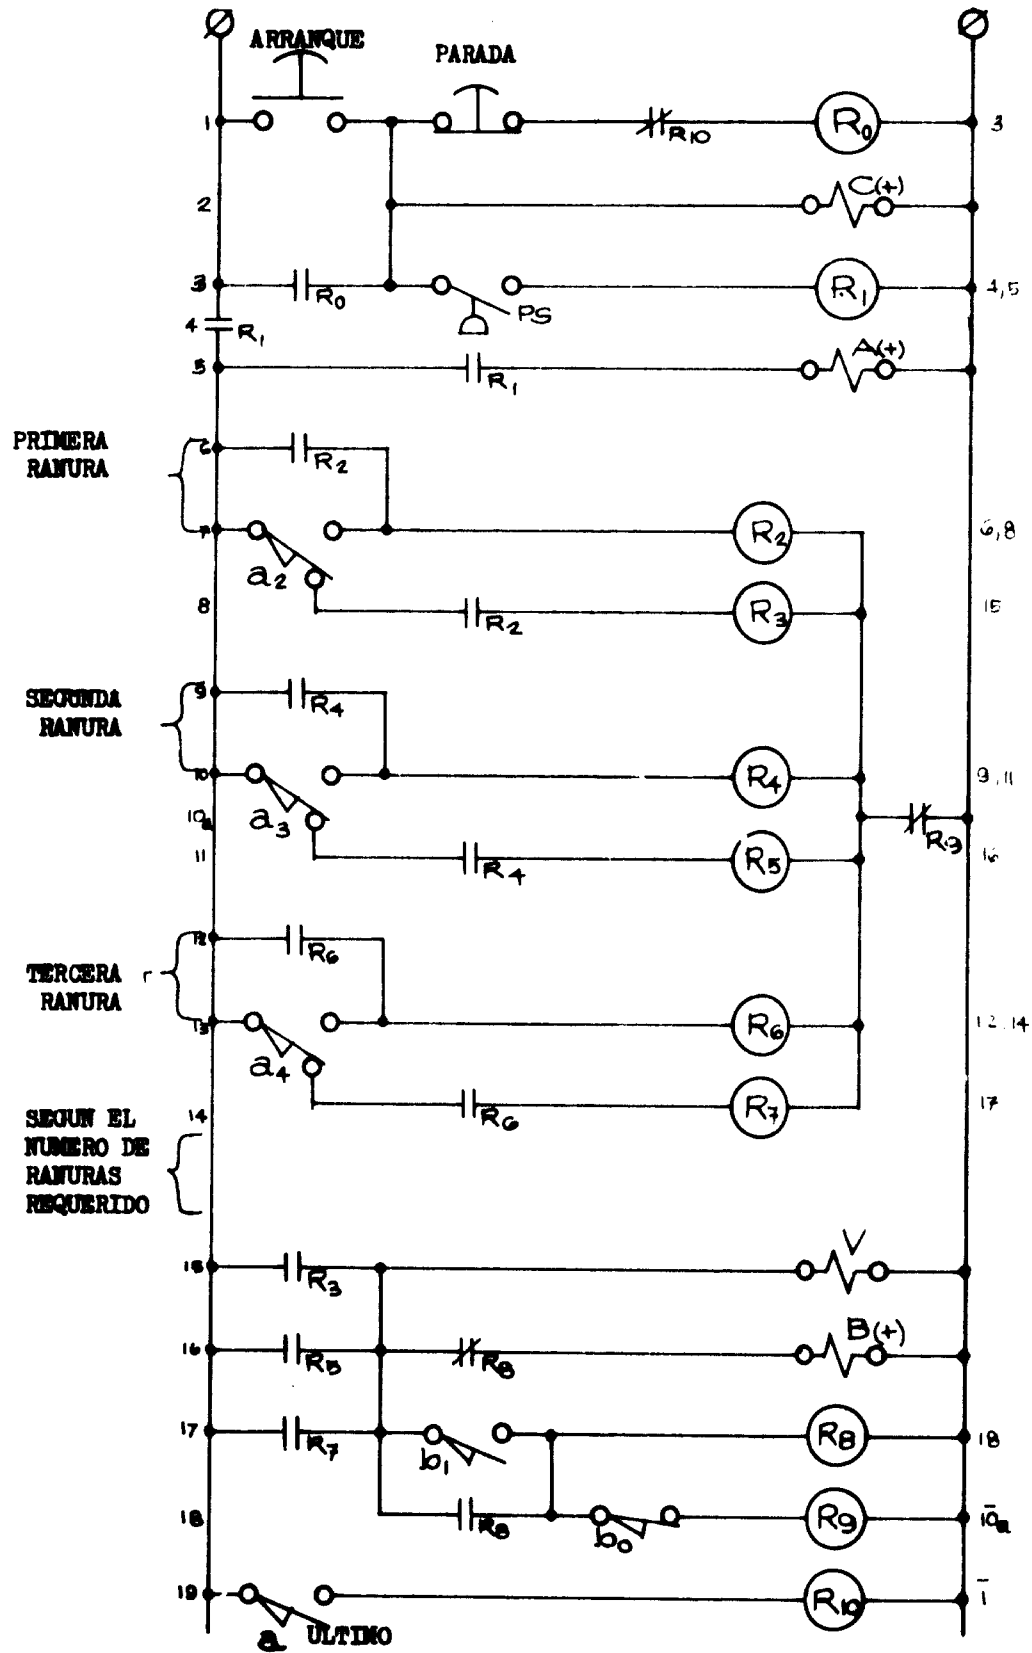 ARRANQUE
PARADA
1 R10 R0 3
2 C(+)
3 R0 PS R1 4,5
4 R1
5 R1 A(+)
PRIMERA
RANURA
6 R2
7 a2 R2 6,8
8 R2 R3 15
SEGUNDA
RANURA
9 R4
10 a3 R4 9,11
10a R9
11 R4 R5 16
TERCERA
RANURA
12 R6
13 a4 R6 12,14
14 R6 R7 17
SEGUN EL
NUMERO DE
RANURAS
REQUERIDO
15 R3 V
16 R5 R8 B(+)
17 R7 b1 R8 18
18 R8 b0 R9 10a
19 a ULTIMO R10 1